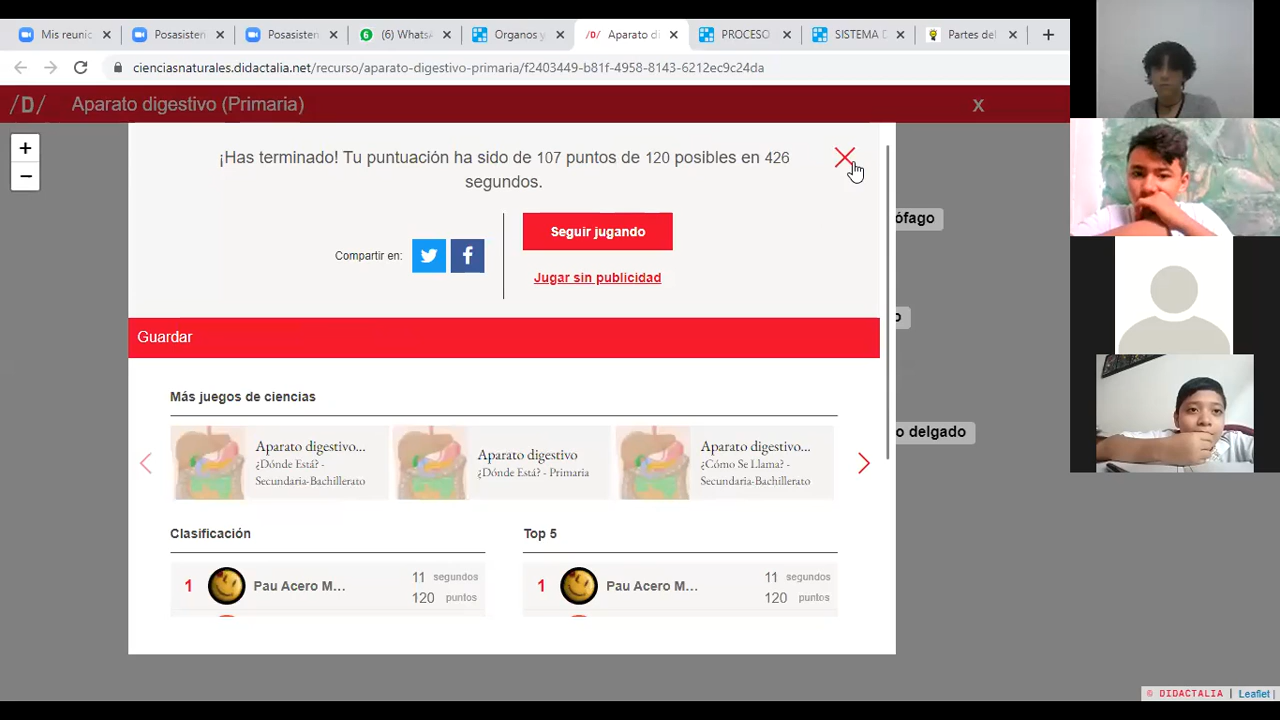 Mis reunic
Posasisten
Posasisten
6
(6) WhatsA
Organos y
/D/
Aparato di
PROCESO
SISTEMA D
Partes del
cienciasnaturales.didactalia.net/recurso/aparato-digestivo-primaria/f2403449-b81f-4958-8143-6212ec9c24da
/D/ Aparato digestivo (Primaria) X
+
−
¡Has terminado! Tu puntuación ha sido de 107 puntos de 120 posibles en 426
segundos.
Compartir en:
Seguir jugando
Jugar sin publicidad
ófago
o
o delgado
Guardar
Más juegos de ciencias
Aparato digestivo...
¿Dónde Está? -
Secundaria-Bachillerato
Aparato digestivo
¿Dónde Está? - Primaria
Aparato digestivo...
¿Cómo Se Llama? -
Secundaria-Bachillerato
Clasificación
1 Pau Acero M...
11 segundos
120 puntos
Top 5
1 Pau Acero M...
11 segundos
120 puntos
© DIDACTALIA | Leaflet |